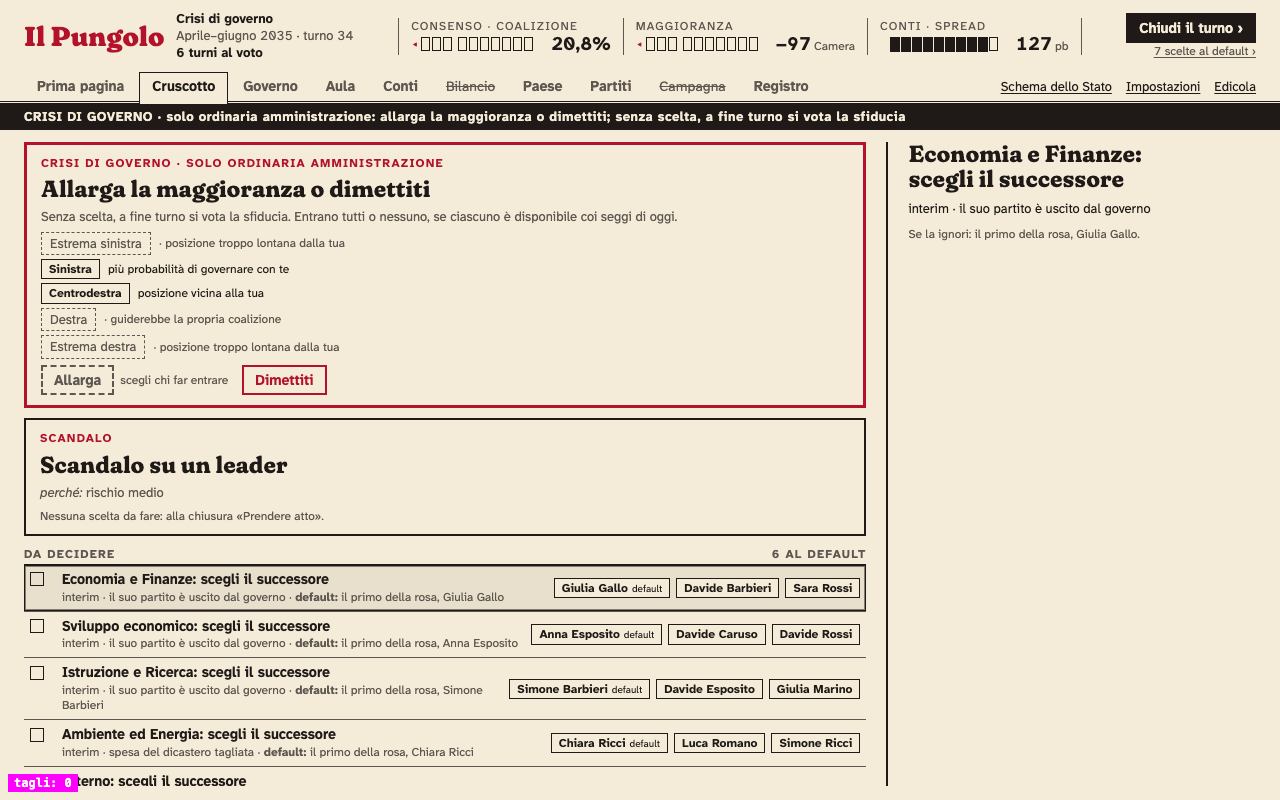 Il Pungolo
Crisi di governo
Aprile–giugno 2035 · turno 34
6 turni al voto
CONSENSO · COALIZIONE
20,8%
MAGGIORANZA
−97 Camera
CONTI · SPREAD
127 pb
Chiudi il turno ›
7 scelte al default ›
Prima pagina
Cruscotto
Governo
Aula
Conti
Bilancio
Paese
Partiti
Campagna
Registro
Schema dello Stato
Impostazioni
Edicola
CRISI DI GOVERNO · solo ordinaria amministrazione: allarga la maggioranza o dimettiti; senza scelta, a fine turno si vota la sfiducia
CRISI DI GOVERNO · SOLO ORDINARIA AMMINISTRAZIONE
Allarga la maggioranza o dimettiti
Senza scelta, a fine turno si vota la sfiducia. Entrano tutti o nessuno, se ciascuno è disponibile coi seggi di oggi.
Estrema sinistra · posizione troppo lontana dalla tua
Sinistra più probabilità di governare con te
Centrodestra posizione vicina alla tua
Destra · guiderebbe la propria coalizione
Estrema destra · posizione troppo lontana dalla tua
Allarga scegli chi far entrare Dimettiti
SCANDALO
Scandalo su un leader
perché: rischio medio
Nessuna scelta da fare: alla chiusura «Prendere atto».
DA DECIDERE
6 AL DEFAULT
Economia e Finanze: scegli il successore
interim · il suo partito è uscito dal governo · default: il primo della rosa, Giulia Gallo
Giulia Gallo default
Davide Barbieri
Sara Rossi
Sviluppo economico: scegli il successore
interim · il suo partito è uscito dal governo · default: il primo della rosa, Anna Esposito
Anna Esposito default
Davide Caruso
Davide Rossi
Istruzione e Ricerca: scegli il successore
interim · il suo partito è uscito dal governo · default: il primo della rosa, Simone
Barbieri
Simone Barbieri default
Davide Esposito
Giulia Marino
Ambiente ed Energia: scegli il successore
interim · spesa del dicastero tagliata · default: il primo della rosa, Chiara Ricci
Chiara Ricci default
Luca Romano
Simone Ricci
terno: scegli il successore
tagli: 0
Economia e Finanze:
scegli il successore
interim · il suo partito è uscito dal governo
Se la ignori: il primo della rosa, Giulia Gallo.